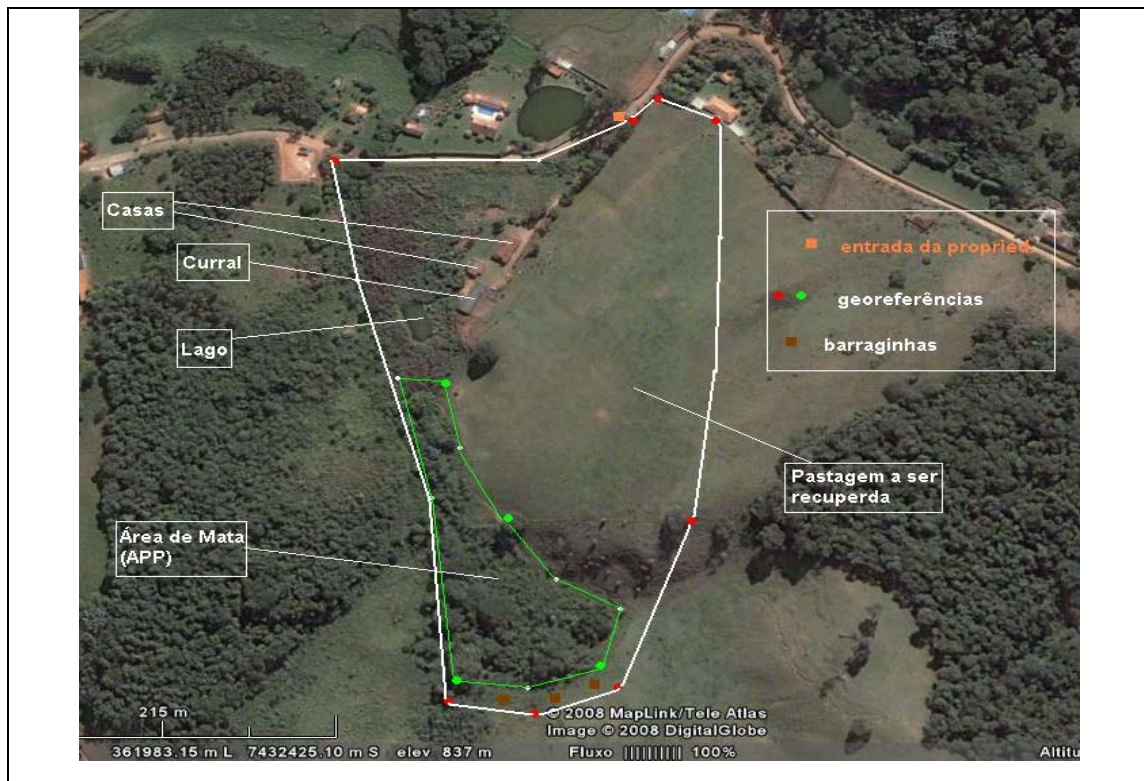 Casas
Curral
Lago
Área de Mata
(APP)
entrada da propried.
georeferências
barraginhas
Pastagem a ser
recuperda
215 m
© 2008 MapLink/Tele Atlas
Image © 2008 DigitalGlobe
361983.15 m L 7432425.10 m S elev 837 m Fluxo |||||||||| 100% Altitu